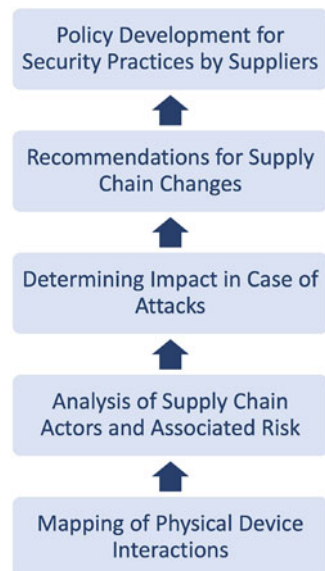 Policy Development for
Security Practices by Suppliers
Recommendations for Supply
Chain Changes
Determining Impact in Case of
Attacks
Analysis of Supply Chain
Actors and Associated Risk
Mapping of Physical Device
Interactions